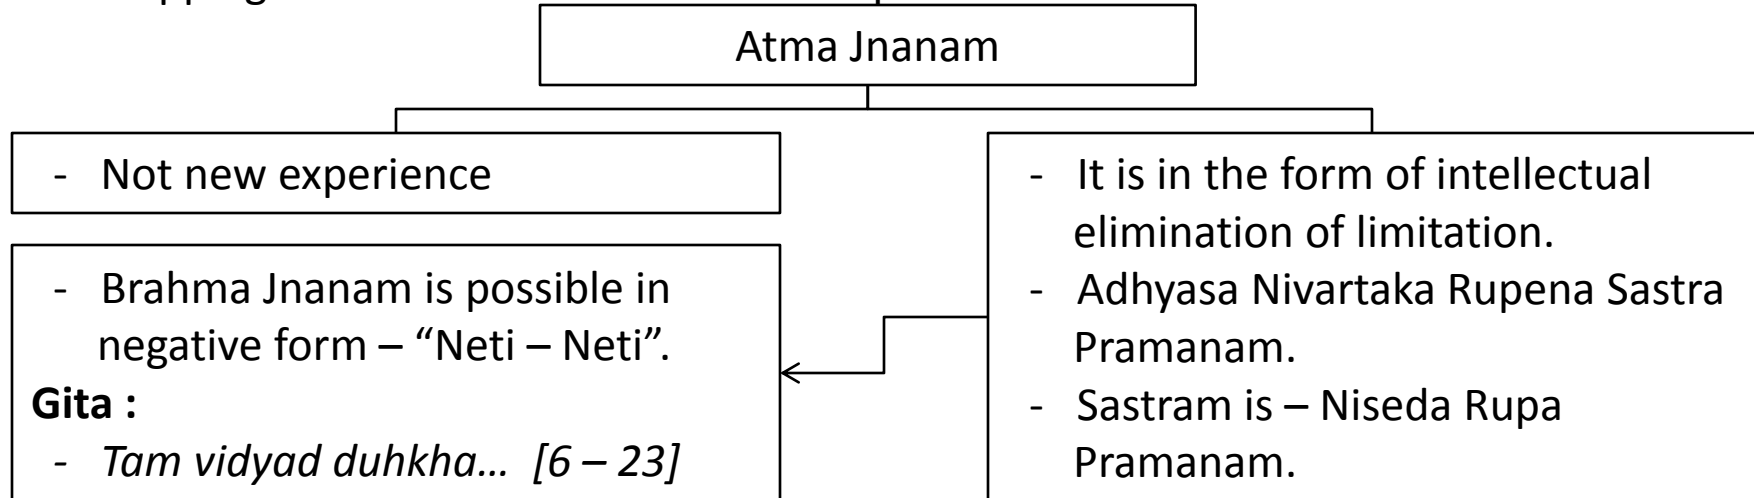 Atma Jnanam
- Not new experience
- Brahma Jnanam is possible in
negative form – “Neti – Neti”.
Gita :
- Tam vidyad duhkha... [6 – 23]
- It is in the form of intellectual
elimination of limitation.
- Adhyasa Nivartaka Rupena Sastra
Pramanam.
- Sastram is – Niseda Rupa
Pramanam.